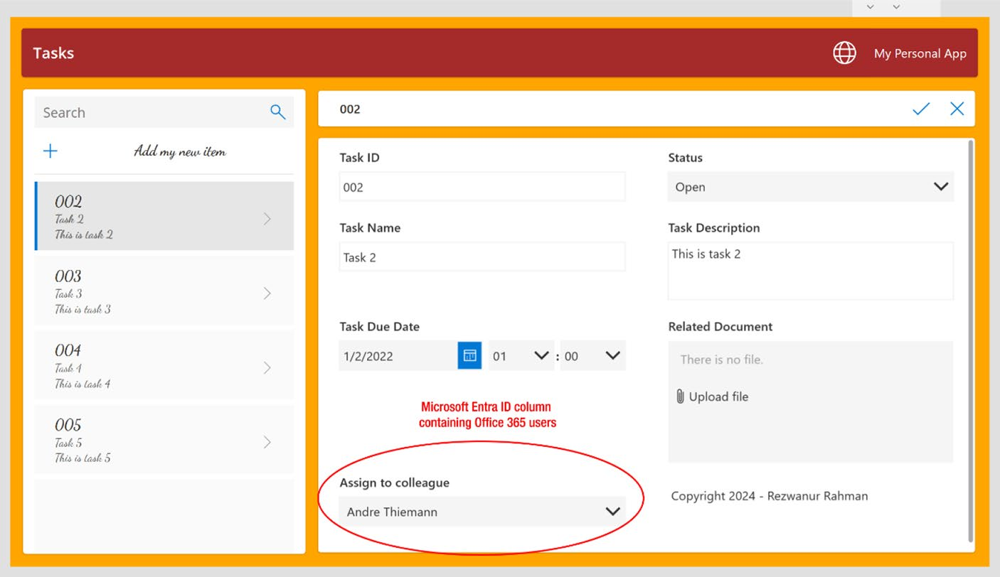 Tasks
My Personal App
Search
Add my new item
002
Task 2
This is task 2
003
Task 3
This is task 3
004
Task 4
This is task 4
005
Task 5
This is task 5
002
Task ID
002
Status
Open
Task Name
Task 2
Task Description
This is task 2
Task Due Date
1/2/2022
01
:
00
Related Document
There is no file.
Upload file
Microsoft Entra ID column
containing Office 365 users
Assign to colleague
Andre Thiemann
Copyright 2024 - Rezwanur Rahman